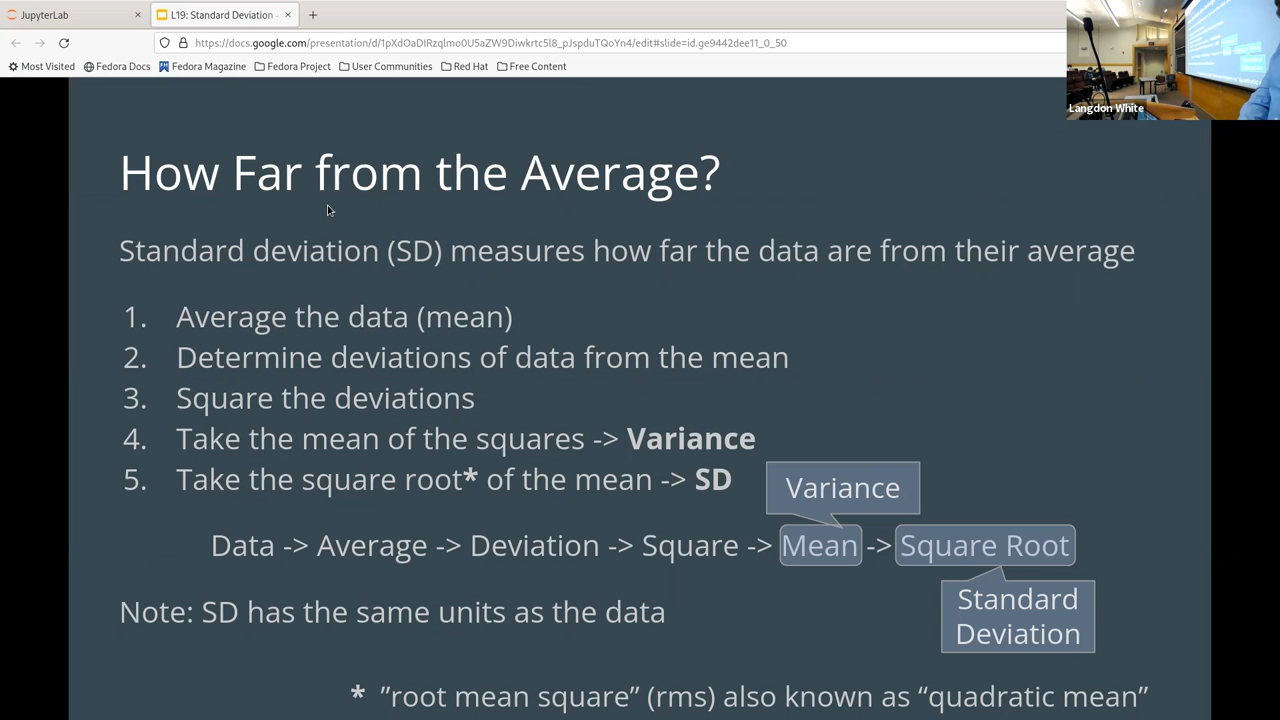 JupyterLab
L19: Standard Deviation -
https://docs.google.com/presentation/d/1pXdOaDIRzqlmo0U5aZW9Diwkrtc5l8_pJspduTQoYn4/edit#slide=id.ge9442dee11_0_50
Most Visited Fedora Docs Fedora Magazine Fedora Project User Communities Red Hat Free Content
Langdon White
How Far from the Average?
Standard deviation (SD) measures how far the data are from their average
1. Average the data (mean)
2. Determine deviations of data from the mean
3. Square the deviations
4. Take the mean of the squares -> Variance
5. Take the square root* of the mean -> SD
Variance
Data -> Average -> Deviation -> Square -> Mean -> Square Root
Standard
Deviation
Note: SD has the same units as the data
* ”root mean square” (rms) also known as “quadratic mean”